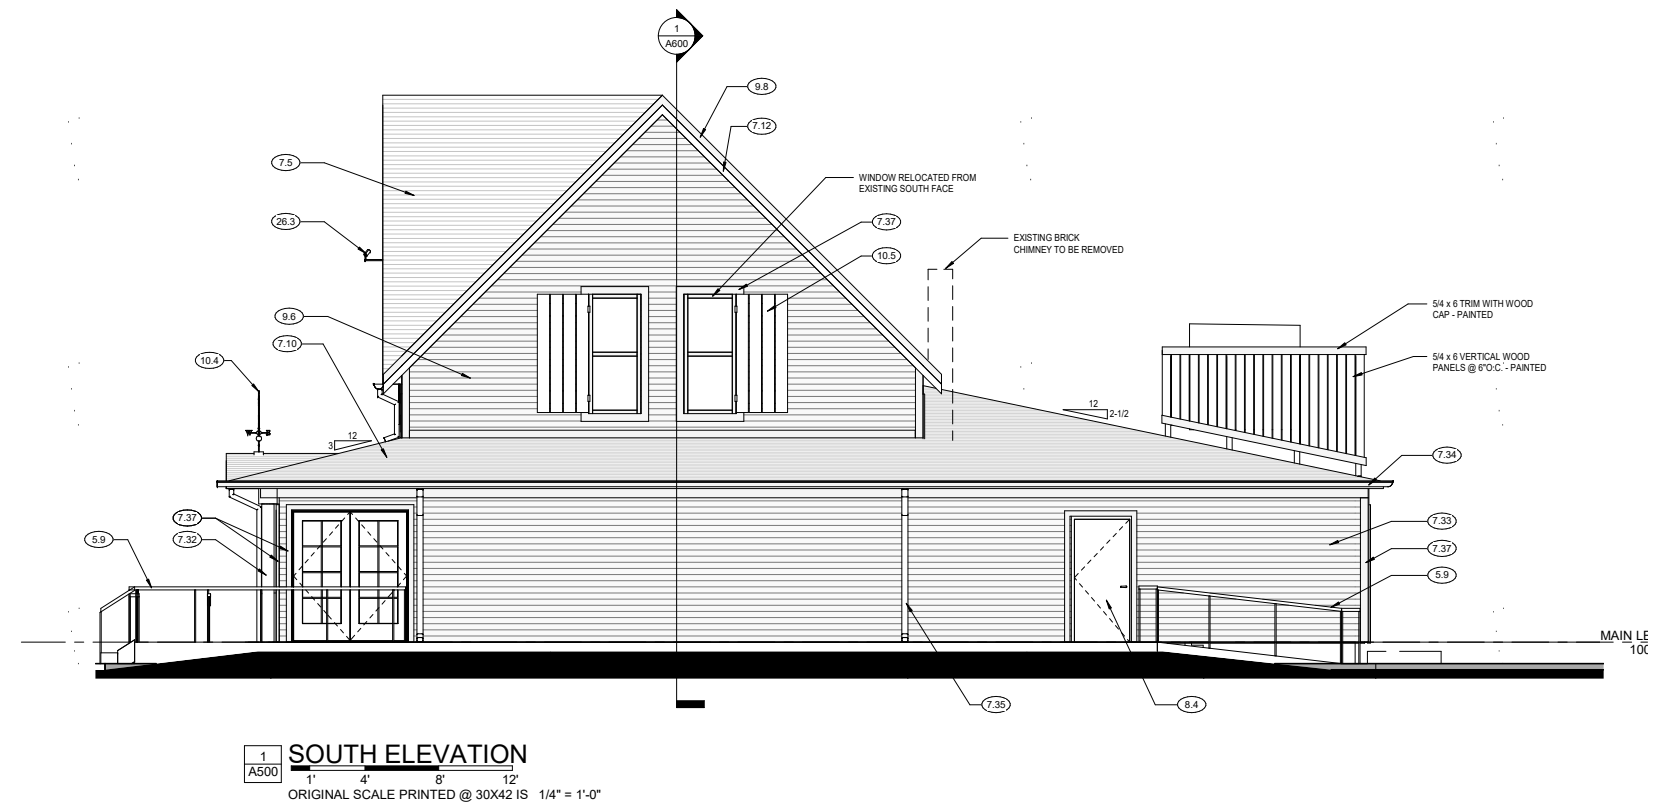 1
A600
9.8
7.12
7.5
WINDOW RELOCATED FROM
EXISTING SOUTH FACE
26.3
7.37
EXISTING BRICK
CHIMNEY TO BE REMOVED
10.5
5/4 x 6 TRIM WITH WOOD
CAP - PAINTED
9.6
7.10
10.4
5/4 x 6 VERTICAL WOOD
PANELS @ 6"O.C. - PAINTED
12
2-1/2
12
3
7.34
7.37
7.32
5.9
7.33
7.37
5.9
MAIN LE
100
7.35
8.4
1
A500
SOUTH ELEVATION
1' 4' 8' 12'
ORIGINAL SCALE PRINTED @ 30X42 IS 1/4" = 1'-0"